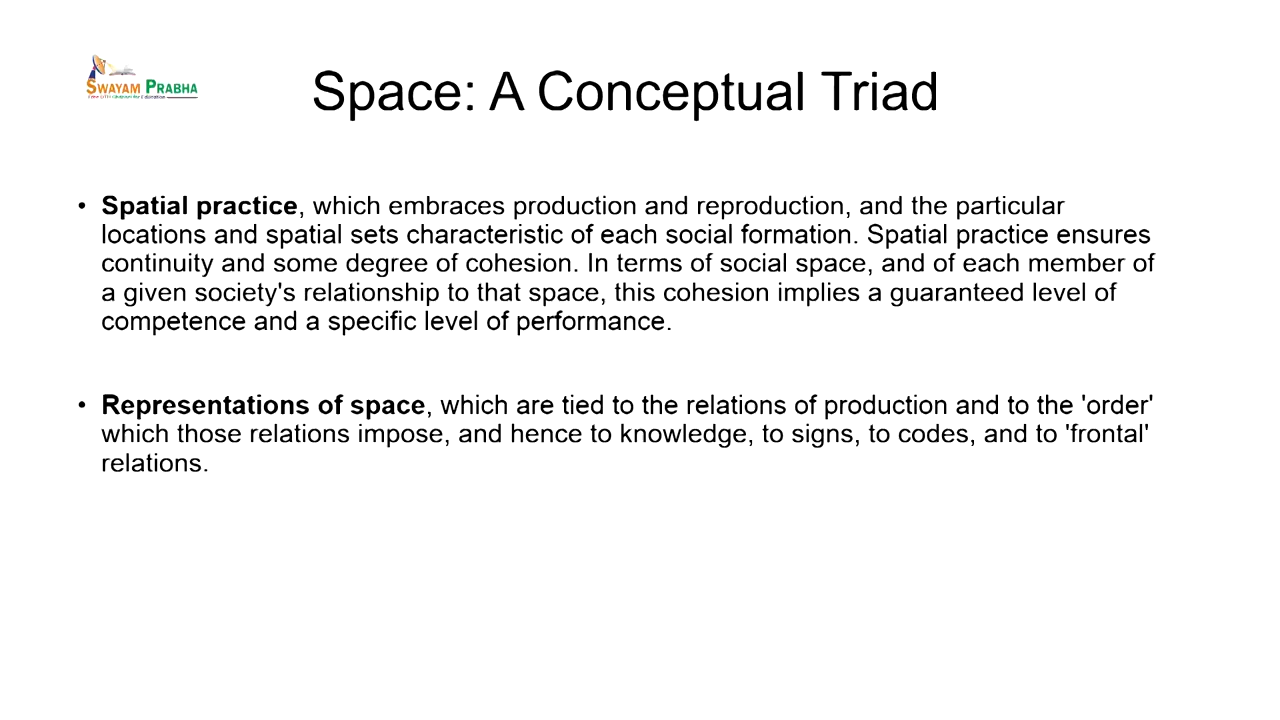 SWAYAM PRABHA
Space: A Conceptual Triad
• Spatial practice, which embraces production and reproduction, and the particular
locations and spatial sets characteristic of each social formation. Spatial practice ensures
continuity and some degree of cohesion. In terms of social space, and of each member of
a given society's relationship to that space, this cohesion implies a guaranteed level of
competence and a specific level of performance.
• Representations of space, which are tied to the relations of production and to the 'order'
which those relations impose, and hence to knowledge, to signs, to codes, and to 'frontal'
relations.